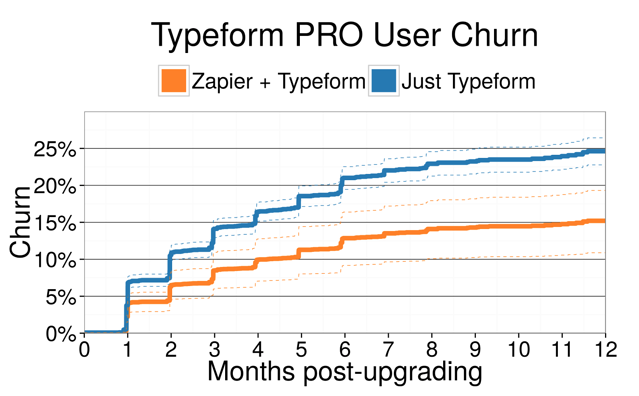 Typeform PRO User Churn
Zapier + Typeform Just Typeform
Churn
25%
20%
15%
10%
5%
0%
0 1 2 3 4 5 6 7 8 9 10 11 12
Months post-upgrading